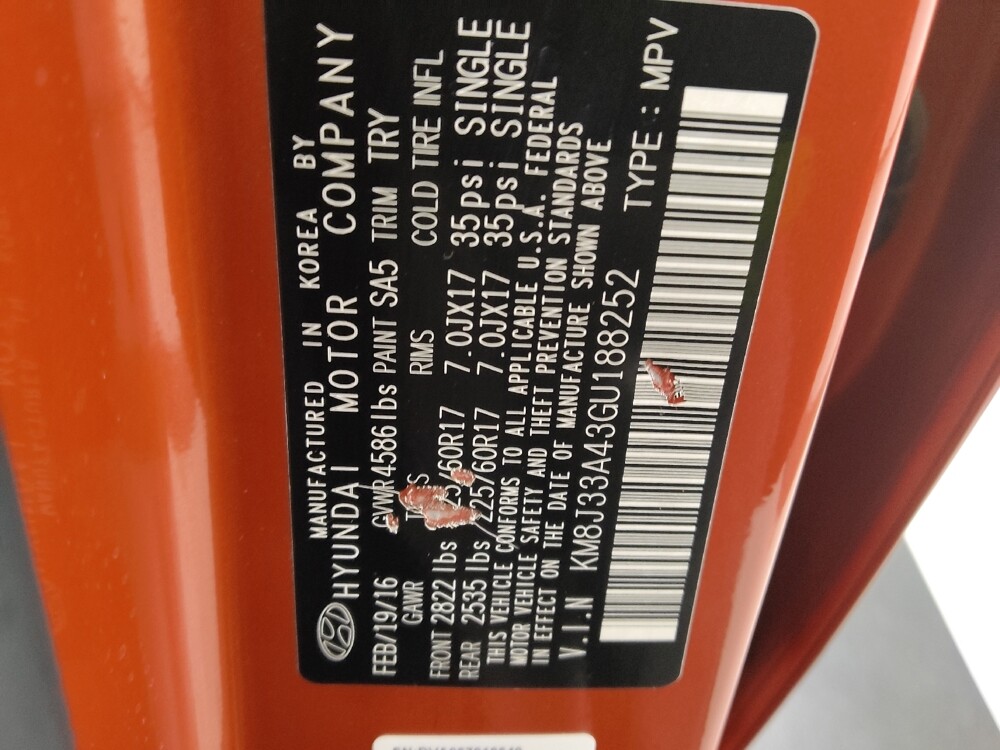 MANUFACTURED IN KOREA BY
HYUNDAI MOTOR COMPANY
FEB/19/16 GVWR4586lbs PAINT SA5 TRIM TRY
GAWR RIMS COLD TIRE INFL
FRONT 2822 lbs 25/60R17 7.0JX17 35psi SINGLE
REAR 2535 lbs 225/60R17 7.0JX17 35psi SINGLE
THIS VEHICLE CONFORMS TO ALL APPLICABLE U.S.A. FEDERAL
MOTOR VEHICLE SAFETY AND THEFT PREVENTION STANDARDS
IN EFFECT ON THE DATE OF MANUFACTURE SHOWN ABOVE
V.I.N KM8J33A43GU188252 TYPE : MPV